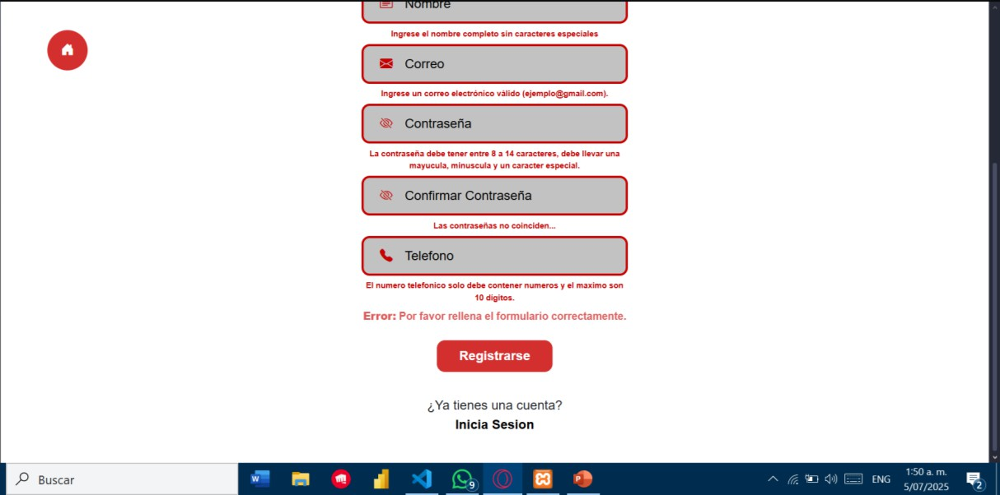 Nombre
Ingrese el nombre completo sin caracteres especiales
Correo
Ingrese un correo electrónico válido (ejemplo@gmail.com).
Contraseña
La contraseña debe tener entre 8 a 14 caracteres, debe llevar una
mayucula, minuscula y un caracter especial.
Confirmar Contraseña
Las contraseñas no coinciden...
Telefono
El numero telefonico solo debe contener numeros y el maximo son
10 dígitos.
Error: Por favor rellena el formulario correctamente.
Registrarse
¿Ya tienes una cuenta?
Inicia Sesion
Buscar
W
9
P
ENG
1:50 a. m.
5/07/2025
2